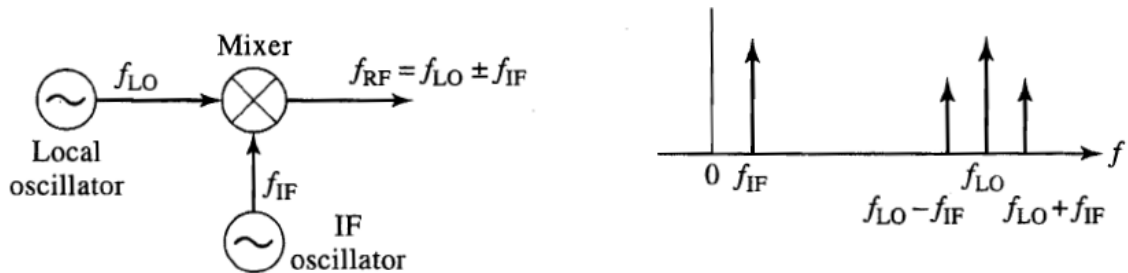 Mixer
f_LO
f_RF = f_LO ± f_IF
Local
oscillator
f_IF
IF
oscillator
0 f_IF
f_LO
f
f_LO − f_IF
f_LO + f_IF